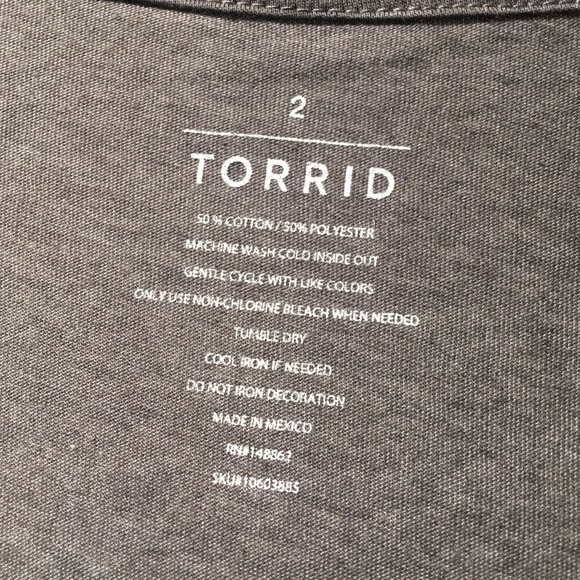 2
TORRID
50 % COTTON / 50% POLYESTER
MACHINE WASH COLD INSIDE OUT
GENTLE CYCLE WITH LIKE COLORS
ONLY USE NON-CHLORINE BLEACH WHEN NEEDED
TUMBLE DRY
COOL IRON IF NEEDED
DO NOT IRON DECORATION
MADE IN MEXICO
RN#148862
SKU#10603885